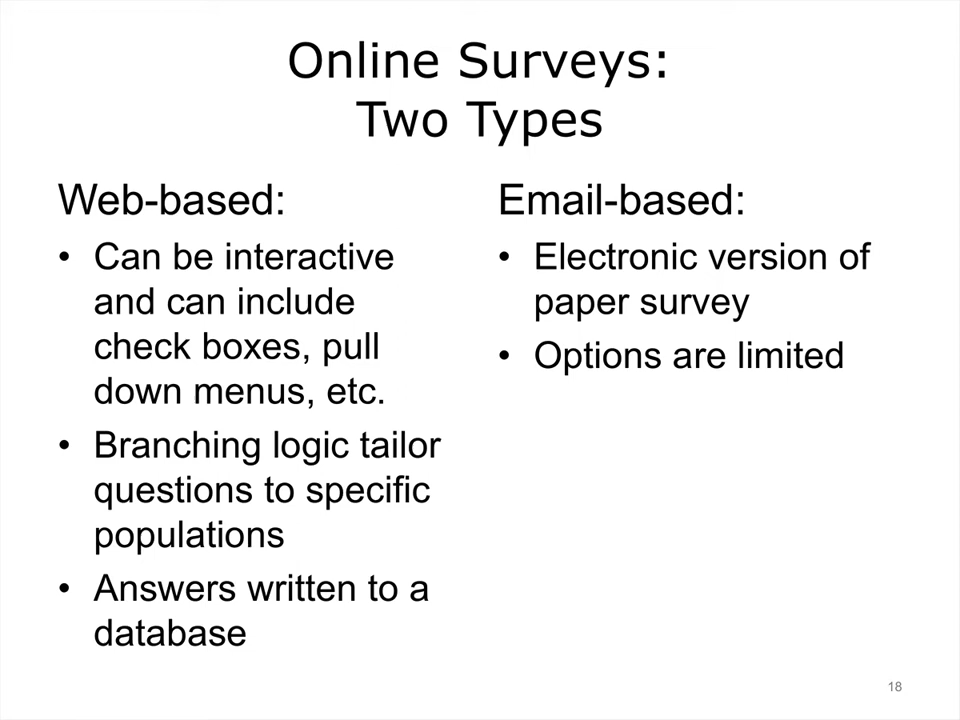 Online Surveys:
Two Types
Web-based:
• Can be interactive
and can include
check boxes, pull
down menus, etc.
• Branching logic tailor
questions to specific
populations
• Answers written to a
database
Email-based:
• Electronic version of
paper survey
• Options are limited
18